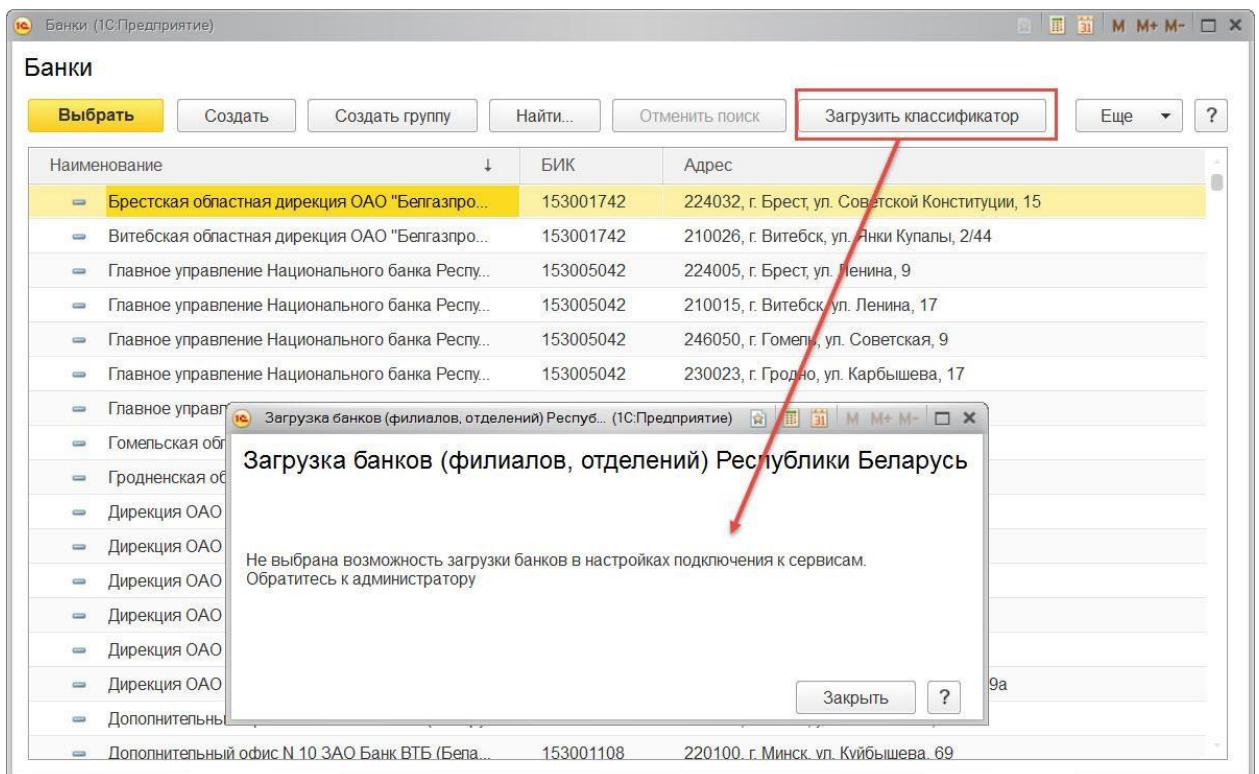 Банки (1С:Предприятие)
M M+ M-
Банки
Выбрать Создать Создать группу Найти... Отменить поиск Загрузить классификатор Еще ?
Наименование ↓ БИК Адрес
Брестская областная дирекция ОАО "Белгазпро... 153001742 224032, г. Брест, ул. Советской Конституции, 15
Витебская областная дирекция ОАО "Белгазпро... 153001742 210026, г. Витебск, ул. Янки Купалы, 2/44
Главное управление Национального банка Респу... 153005042 224005, г. Брест, ул. Ленина, 9
Главное управление Национального банка Респу... 153005042 210015, г. Витебск, ул. Ленина, 17
Главное управление Национального банка Респу... 153005042 246050, г. Гомель, ул. Советская, 9
Главное управление Национального банка Респу... 153005042 230023, г. Гродно, ул. Карбышева, 17
Главное управл
Гомельская обл
Гродненская об
Дирекция ОАО
Дирекция ОАО
Дирекция ОАО
Дирекция ОАО
Дирекция ОАО
Дирекция ОАО 9а
Дополнительны
Дополнительный офис N 10 ЗАО Банк ВТБ (Бела... 153001108 220100, г. Минск, ул. Куйбышева, 69
Загрузка банков (филиалов, отделений) Респуб... (1С:Предприятие) M M+ M-
Загрузка банков (филиалов, отделений) Республики Беларусь
Не выбрана возможность загрузки банков в настройках подключения к сервисам.
Обратитесь к администратору
Закрыть ?